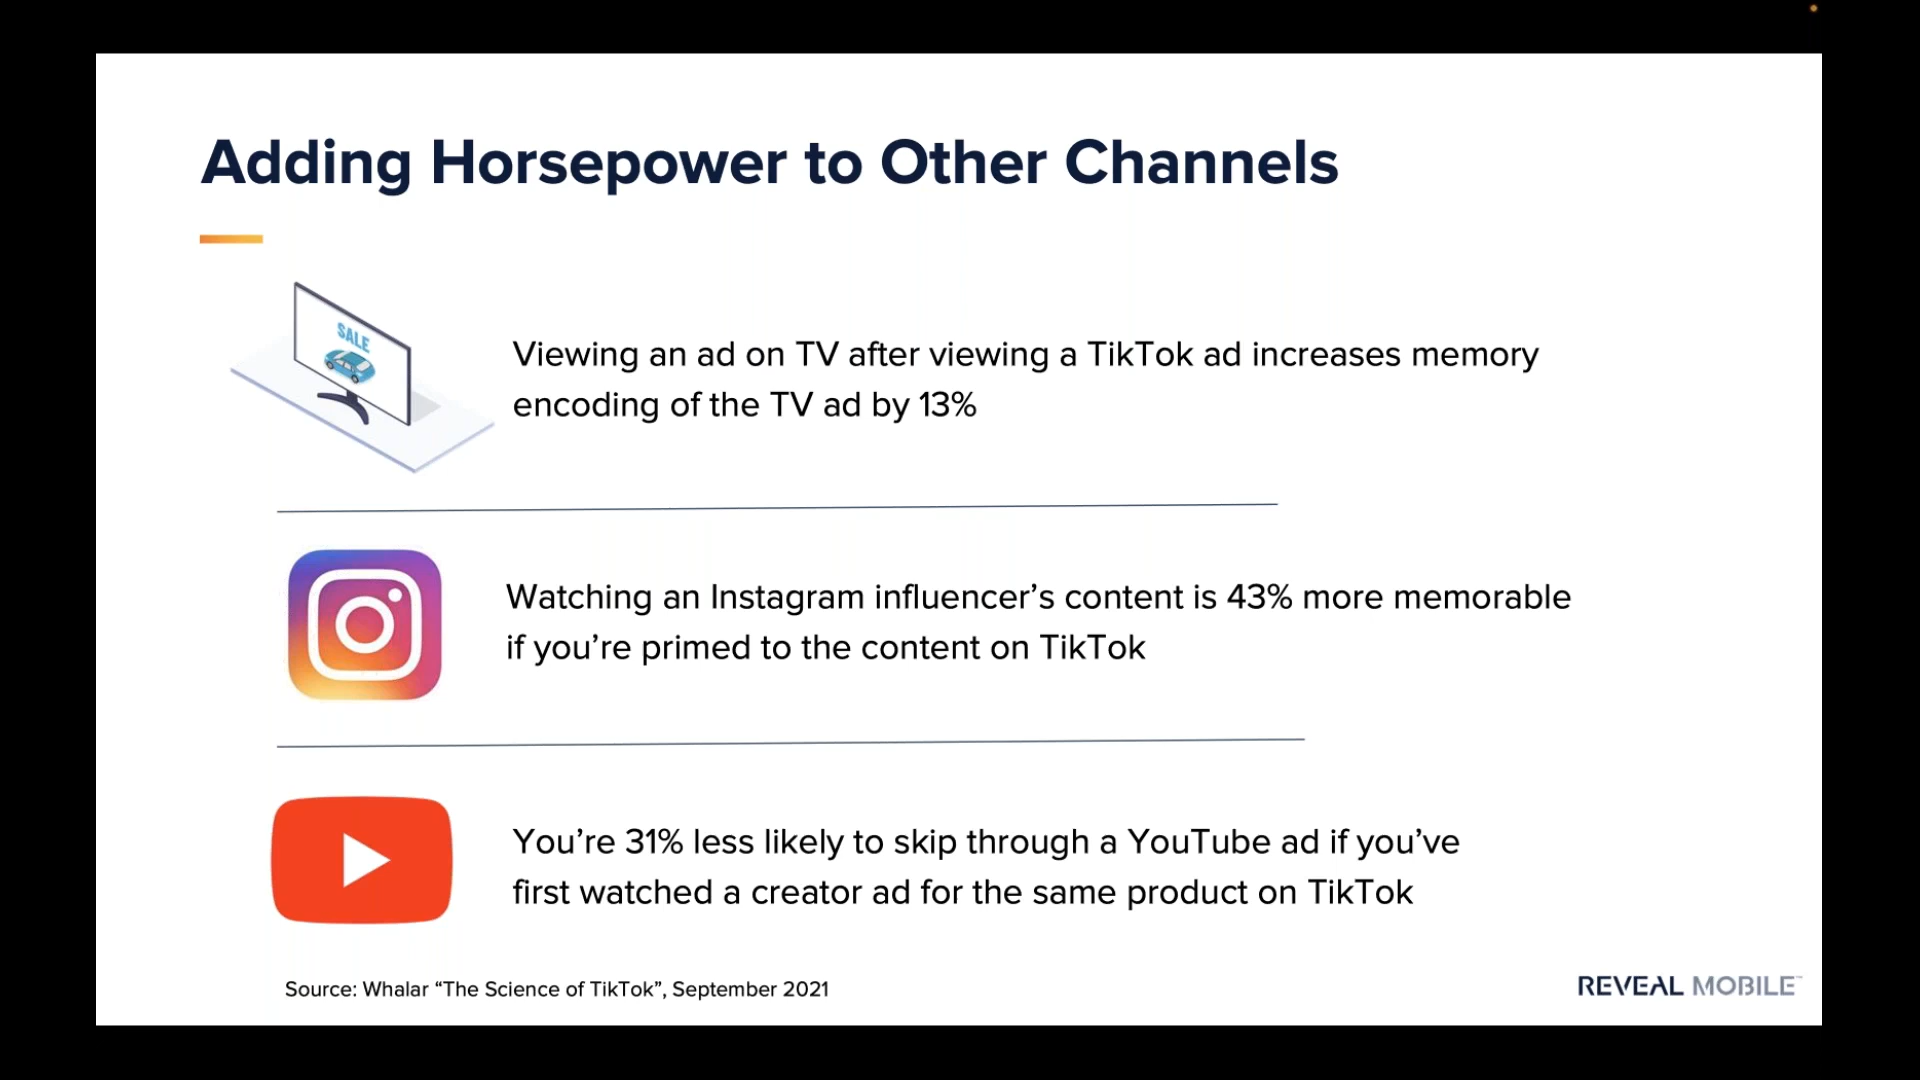 Adding Horsepower to Other Channels
SALE
Viewing an ad on TV after viewing a TikTok ad increases memory
encoding of the TV ad by 13%
Watching an Instagram influencer’s content is 43% more memorable
if you’re primed to the content on TikTok
You’re 31% less likely to skip through a YouTube ad if you’ve
first watched a creator ad for the same product on TikTok
Source: Whalar “The Science of TikTok”, September 2021
REVEAL MOBILE™